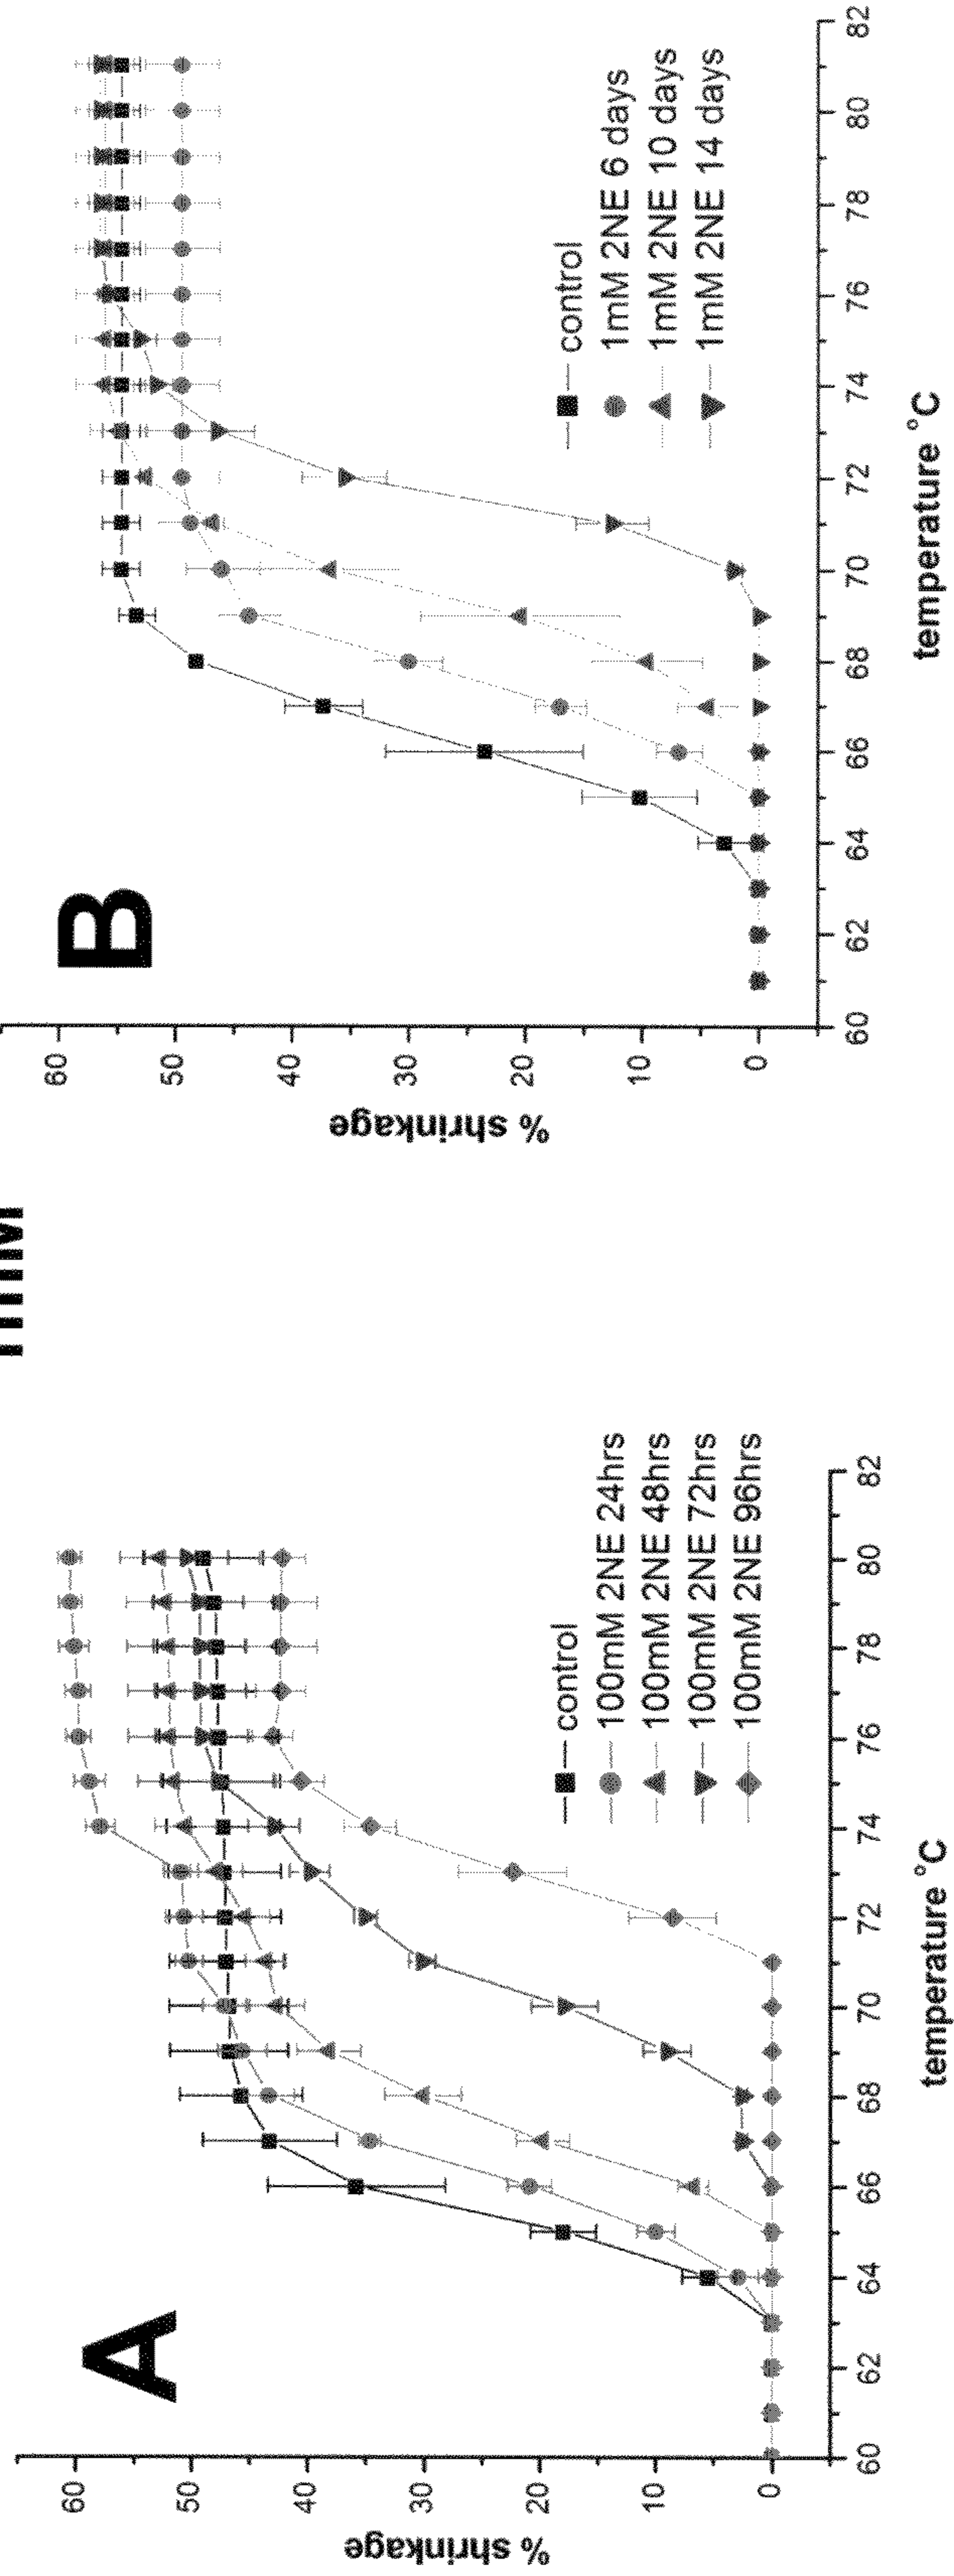 A
% shrinkage
60
50
40
30
20
10
0
60
62
64
66
68
70
72
74
76
78
80
82
temperature °C
control
100mM 2NE 24hrs
100mM 2NE 48hrs
100mM 2NE 72hrs
100mM 2NE 96hrs
B
% shrinkage
60
50
40
30
20
10
0
60
62
64
66
68
70
72
74
76
78
80
82
temperature °C
control
1mM 2NE 6 days
1mM 2NE 10 days
1mM 2NE 14 days